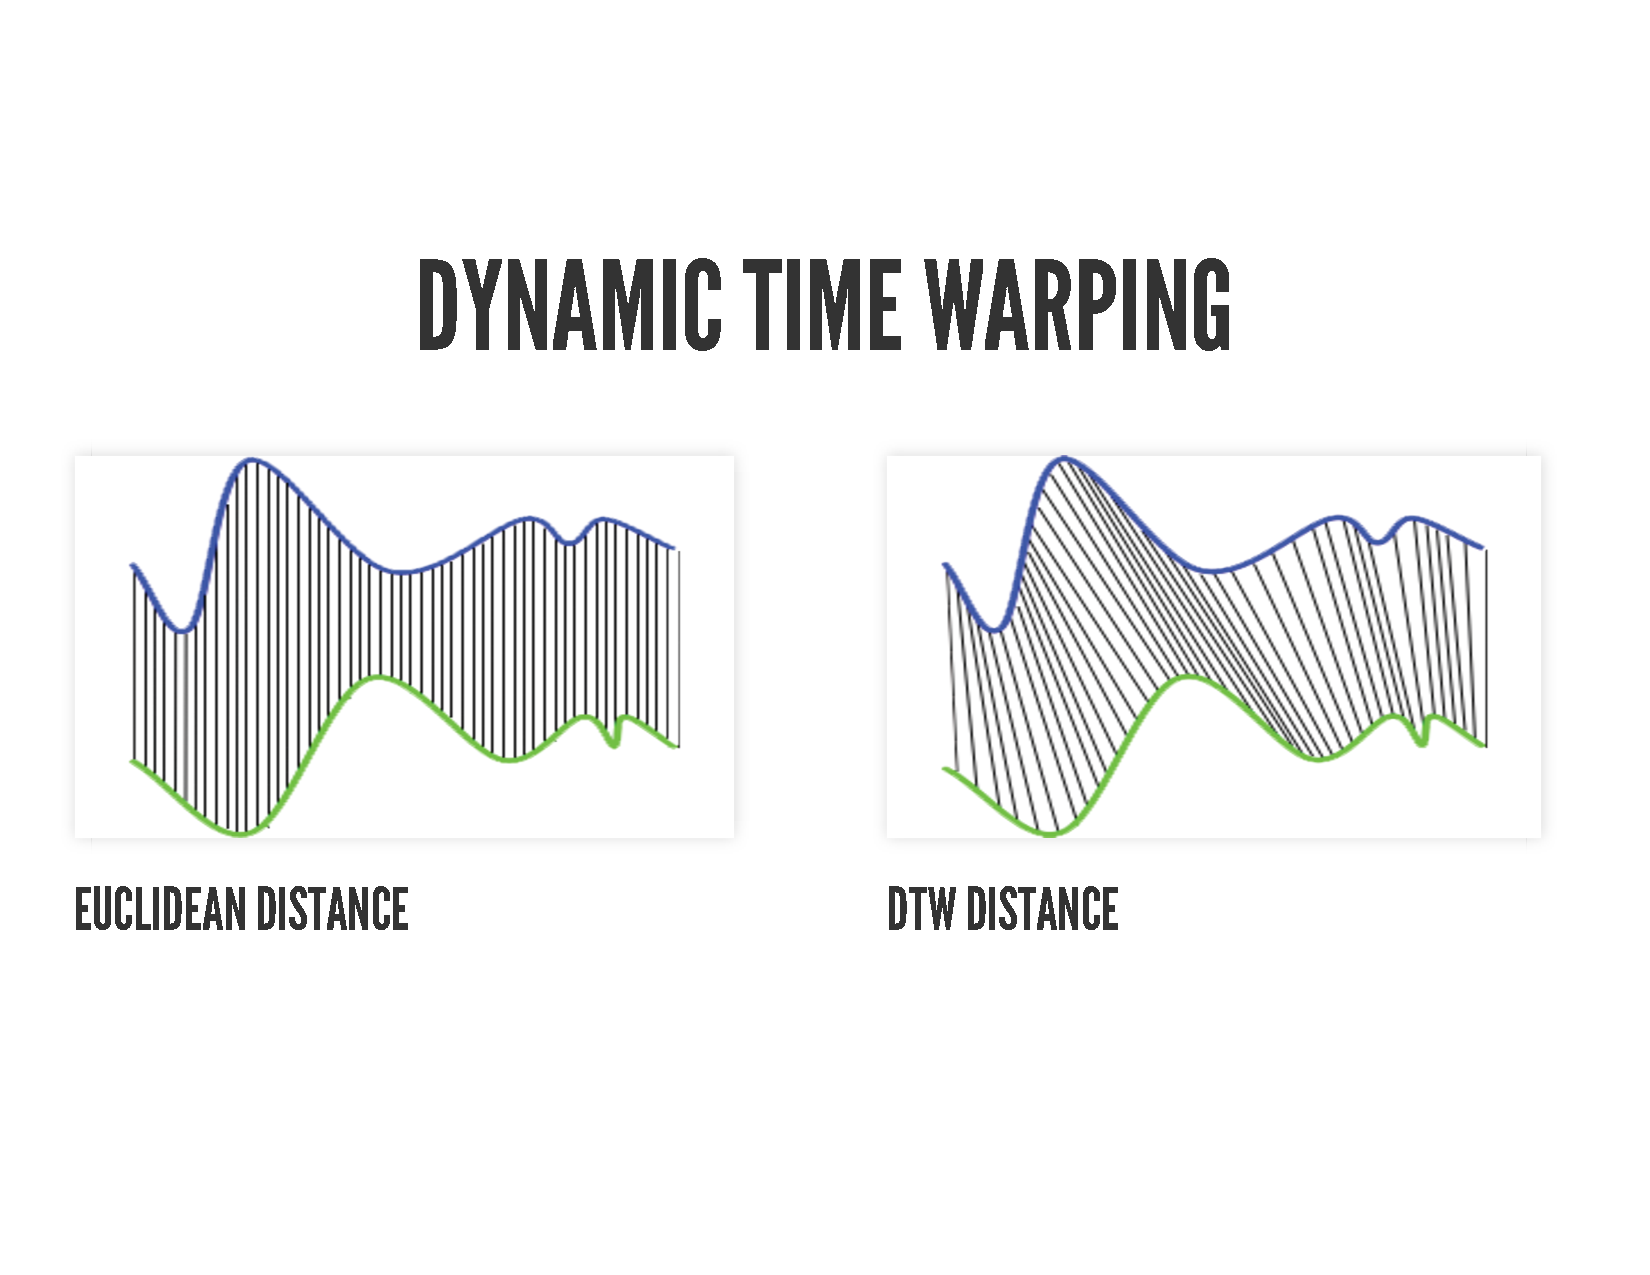 DYNAMIC TIME WARPING
EUCLIDEAN DISTANCE
DTW DISTANCE